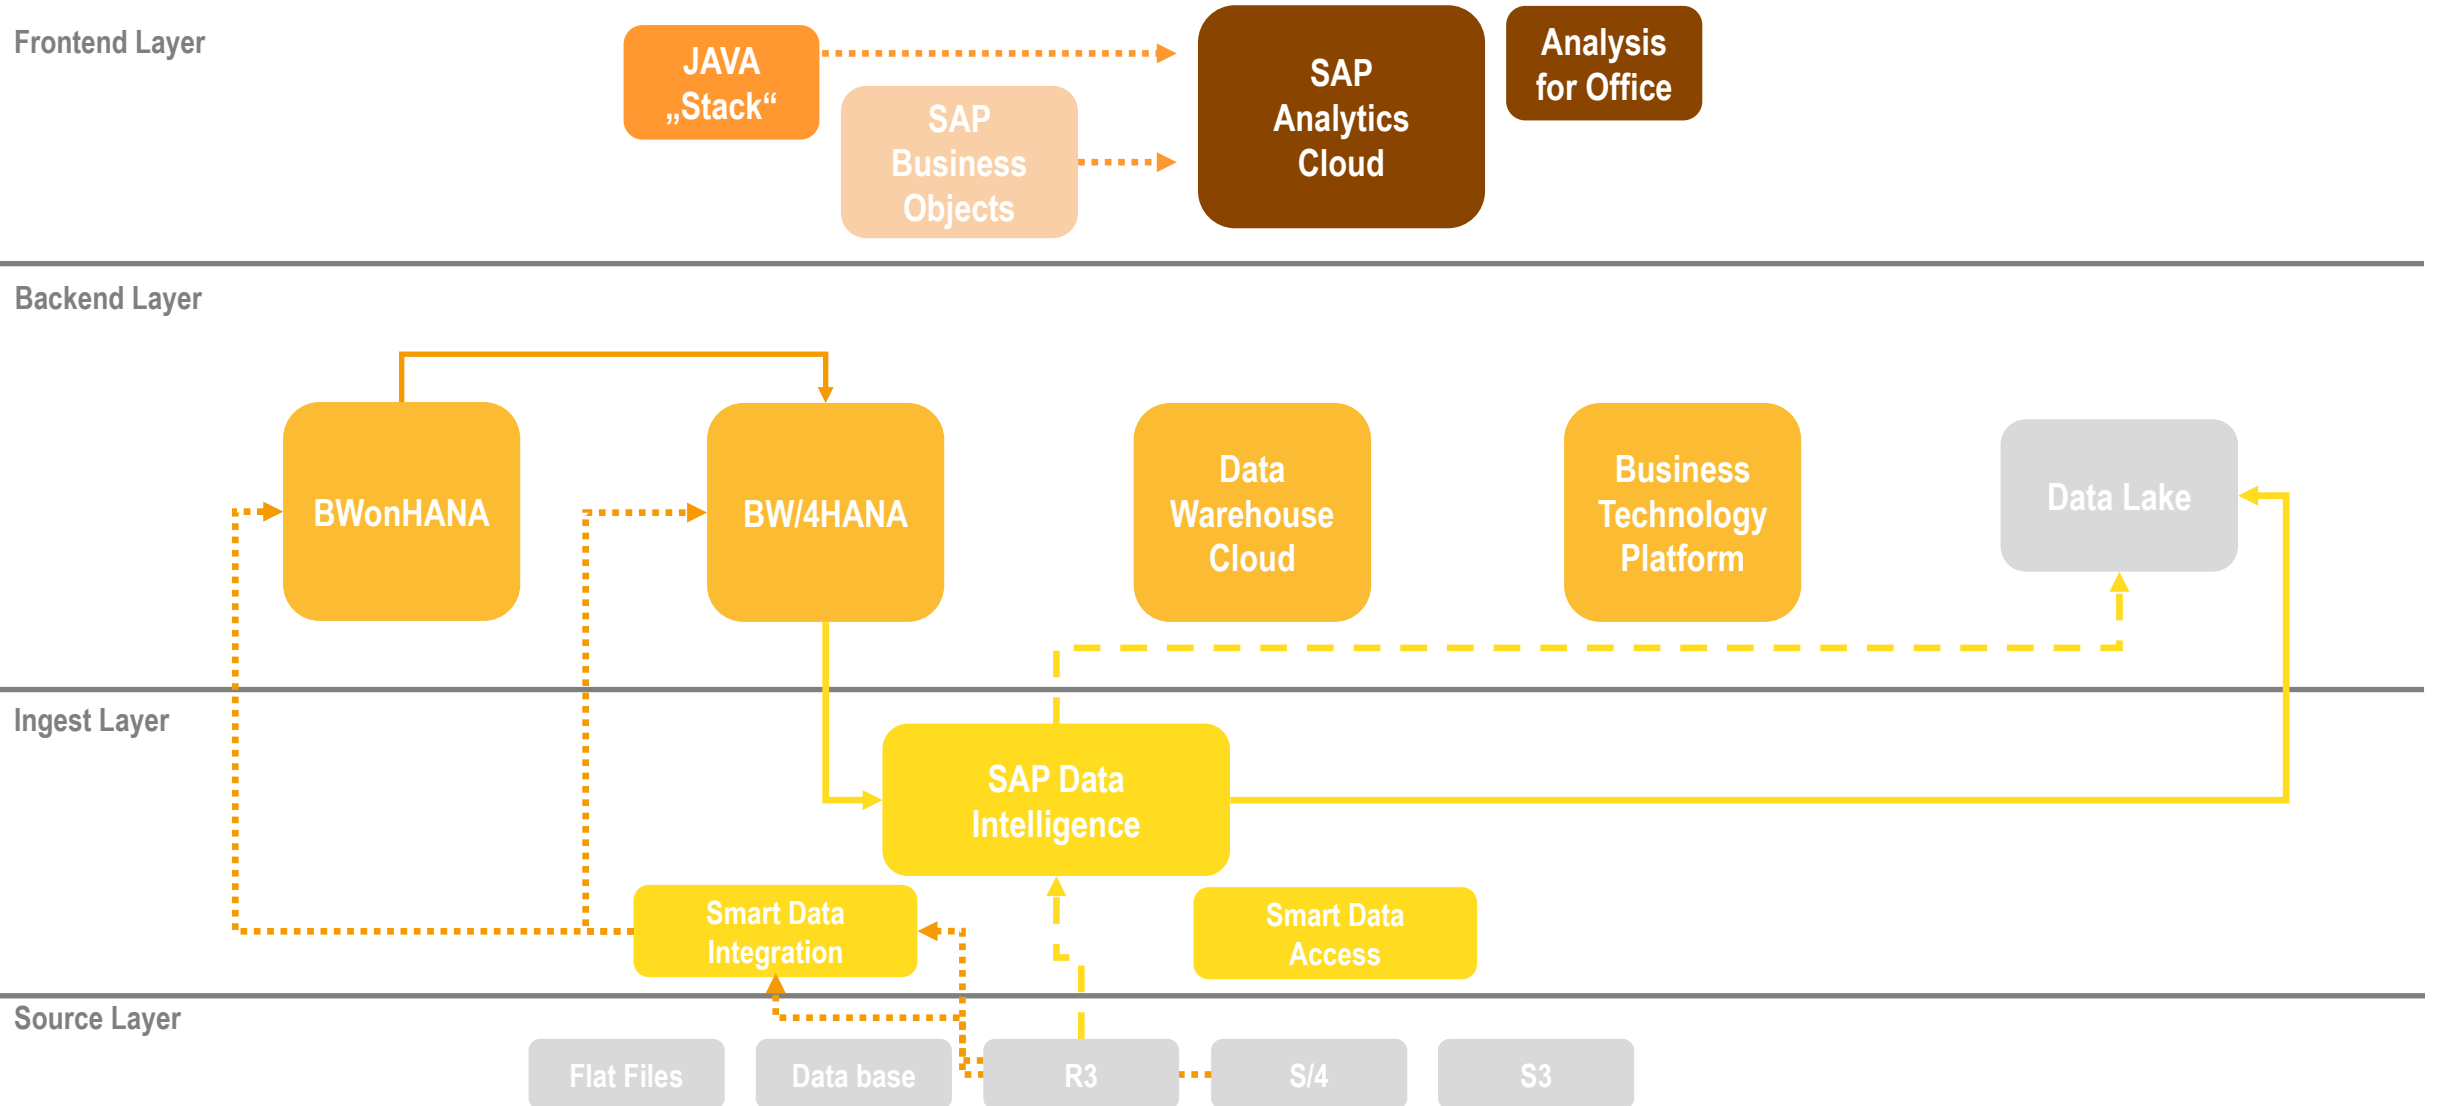 Frontend Layer
JAVA
„Stack“
SAP
Business
Objects
SAP
Analytics
Cloud
Analysis
for Office
Backend Layer
BWonHANA
BW/4HANA
Data
Warehouse
Cloud
Business
Technology
Platform
Data Lake
Ingest Layer
SAP Data
Intelligence
Smart Data
Integration
Smart Data
Access
Source Layer
Flat Files
Data base
R3
S/4
S3